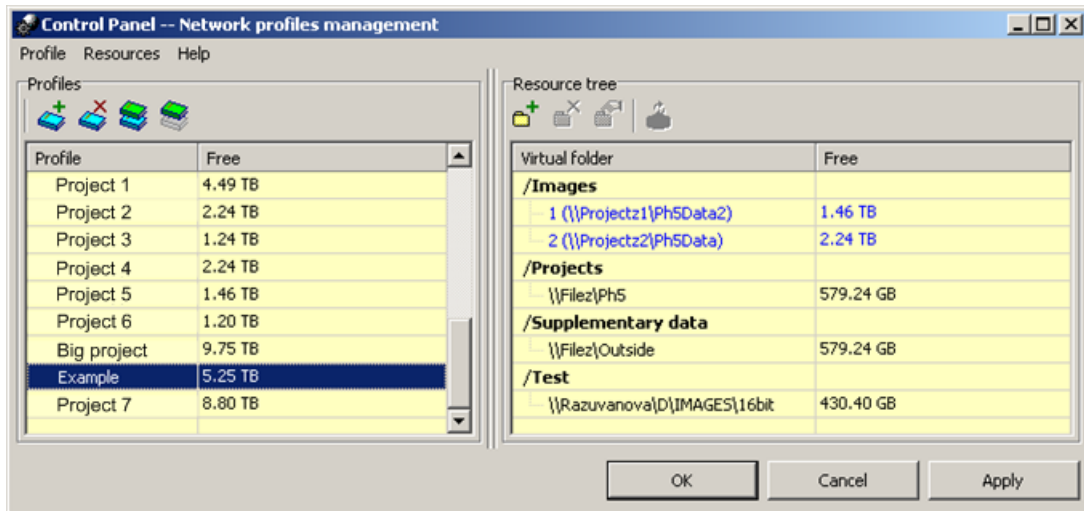 Control Panel -- Network profiles management
Profile Resources Help
Profiles
Profile Free
Project 1 4.49 TB
Project 2 2.24 TB
Project 3 1.24 TB
Project 4 2.24 TB
Project 5 1.46 TB
Project 6 1.20 TB
Big project 9.75 TB
Example 5.25 TB
Project 7 8.80 TB
Resource tree
Virtual folder Free
/Images
1 (\\Projectz1\Ph5Data2) 1.46 TB
2 (\\Projectz2\Ph5Data) 2.24 TB
/Projects
\\Filez\Ph5 579.24 GB
/Supplementary data
\\Filez\Outside 579.24 GB
/Test
\\Razuvanova\D\IMAGES\16bit 430.40 GB
OK Cancel Apply